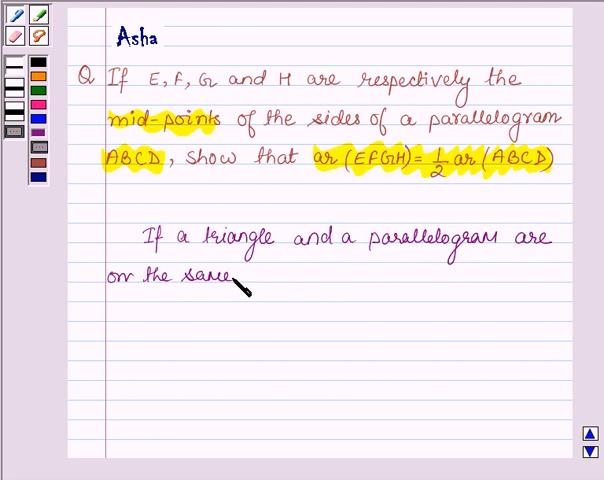 Asha
Q If E, F, G and H are respectively the
mid-points of the sides of a parallelogram
ABCD, show that ar(EFGH) = 1/2 ar(ABCD)
If a triangle and a parallelogram are
on the same